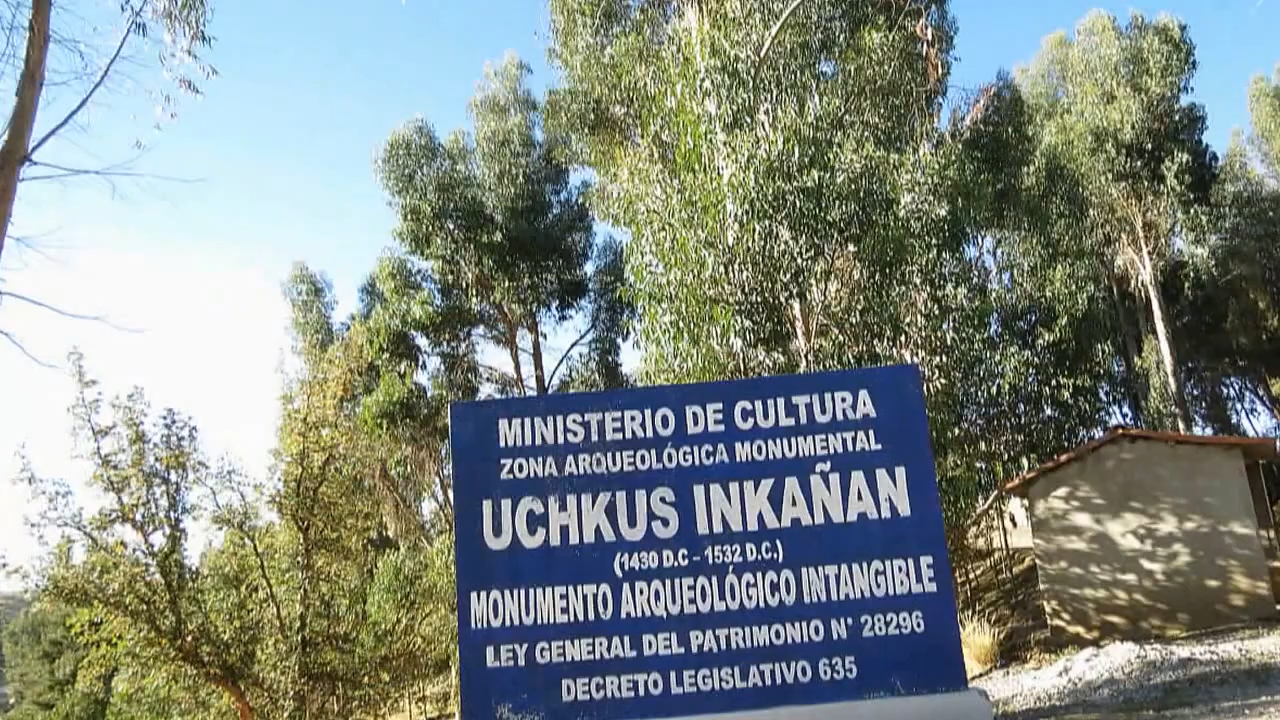 MINISTERIO DE CULTURA
ZONA ARQUEOLÓGICA MONUMENTAL
UCHKUS INKAÑAN
(1430 D.C - 1532 D.C.)
MONUMENTO ARQUEOLÓGICO INTANGIBLE
LEY GENERAL DEL PATRIMONIO N° 28296
DECRETO LEGISLATIVO 635